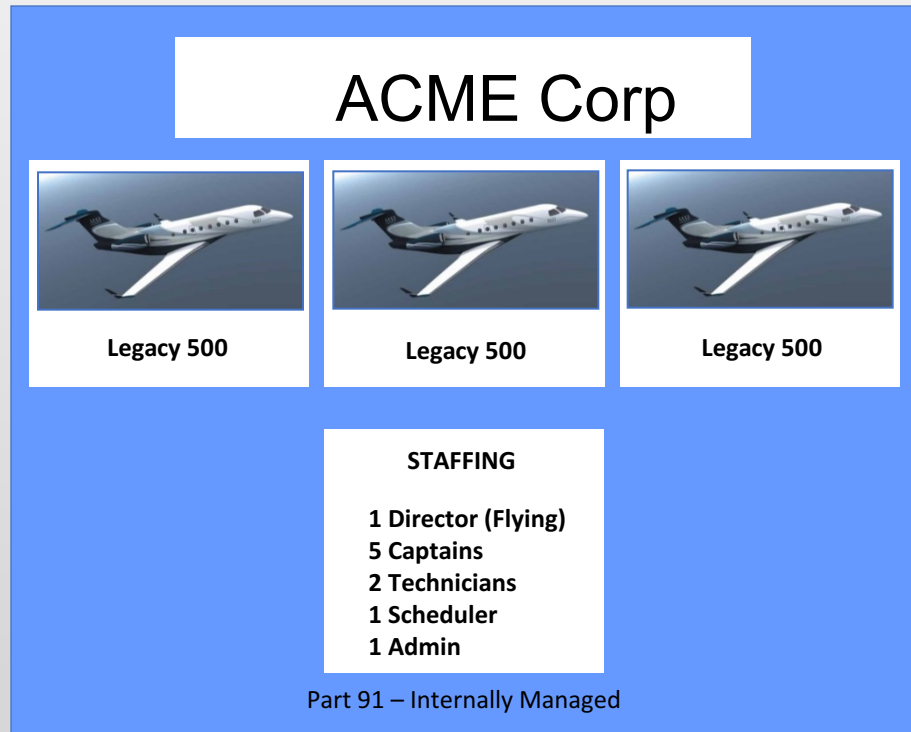 ACME Corp
Legacy 500
Legacy 500
Legacy 500
STAFFING
1 Director (Flying)
5 Captains
2 Technicians
1 Scheduler
1 Admin
Part 91 – Internally Managed